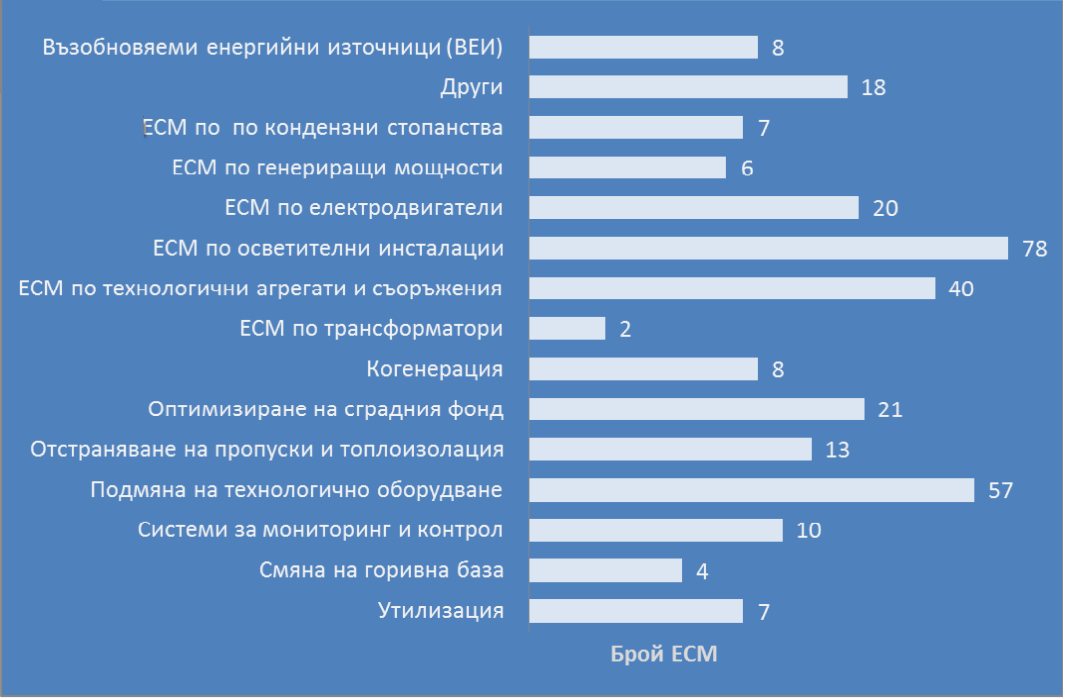 Възобновяеми енергийни източници (ВЕИ) 8
Други 18
ЕСМ по по кондензни стопанства 7
ЕСМ по генериращи мощности 6
ЕСМ по електродвигатели 20
ЕСМ по осветителни инсталации 78
ЕСМ по технологични агрегати и съоръжения 40
ЕСМ по трансформатори 2
Когенерация 8
Оптимизиране на сградния фонд 21
Отстраняване на пропуски и топлоизолация 13
Подмяна на технологично оборудване 57
Системи за мониторинг и контрол 10
Смяна на горивна база 4
Утилизация 7
Брой ЕСМ